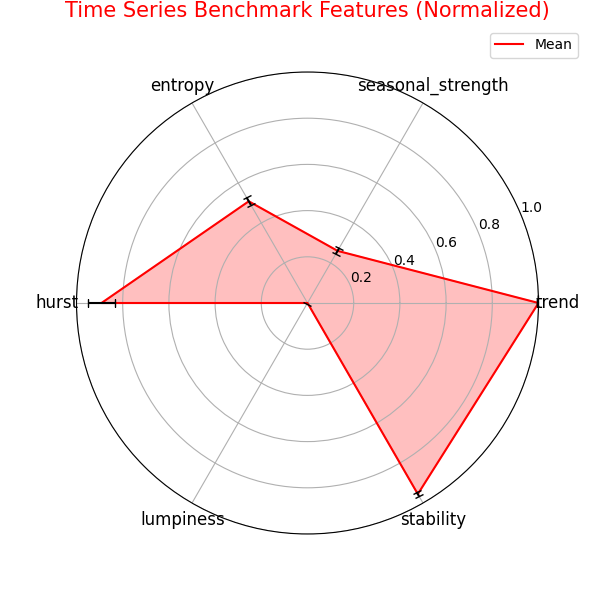 Time Series Benchmark Features (Normalized)
Mean
entropy
seasonal_strength
1.0
0.8
0.6
0.4
0.2
hurst
trend
lumpiness
stability